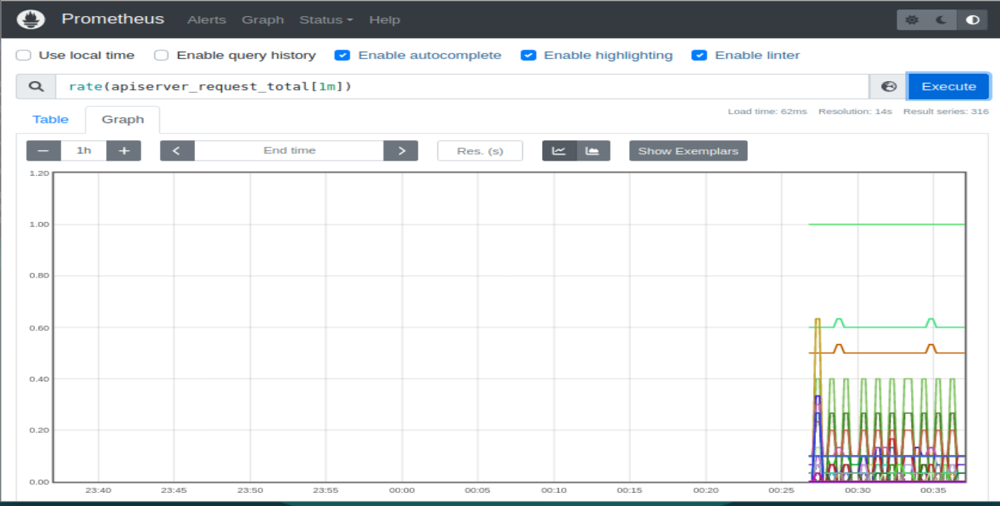 Prometheus Alerts Graph Status Help
Use local time Enable query history Enable autocomplete Enable highlighting Enable linter
rate(apiserver_request_total[1m]) Execute
Load time: 62ms Resolution: 14s Result series: 316
Table Graph
− 1h + < End time > Res. (s) Show Exemplars
1.20
1.00
0.80
0.60
0.40
0.20
0.00
23:40 23:45 23:50 23:55 00:00 00:05 00:10 00:15 00:20 00:25 00:30 00:35